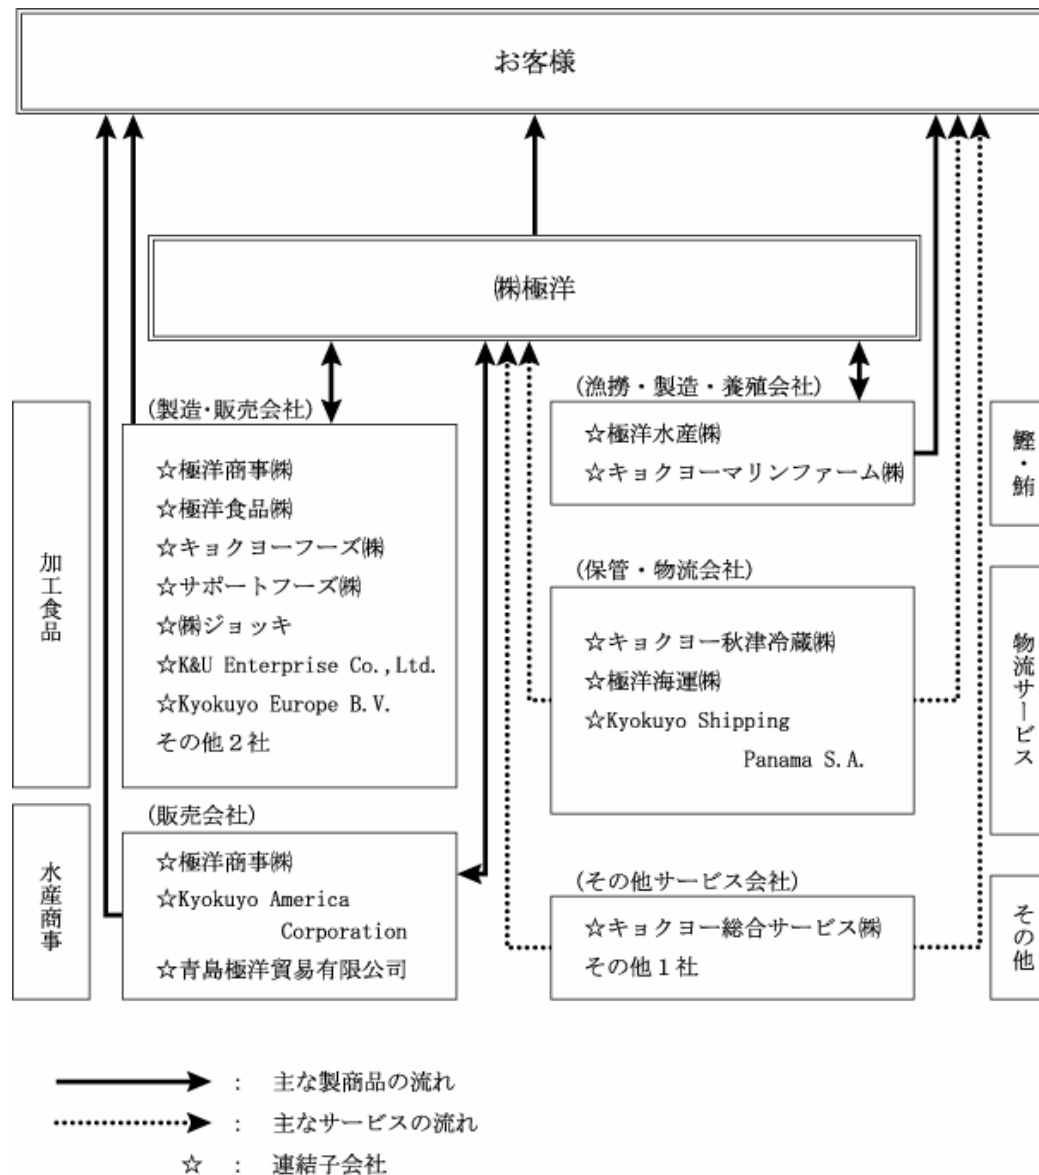 お客様
㈱極洋
加工食品
(製造・販売会社)
☆極洋商事㈱
☆極洋食品㈱
☆キョクヨーフーズ㈱
☆サポートフーズ㈱
☆㈱ジョッキ
☆K&U Enterprise Co.,Ltd.
☆Kyokuyo Europe B.V.
その他２社
水産商事
(販売会社)
☆極洋商事㈱
☆Kyokuyo America
Corporation
☆青島極洋貿易有限公司
(漁撈・製造・養殖会社)
☆極洋水産㈱
☆キョクヨーマリンファーム㈱
鰹・鮪
(保管・物流会社)
☆キョクヨー秋津冷蔵㈱
☆極洋海運㈱
☆Kyokuyo Shipping
Panama S.A.
物流サービス
(その他サービス会社)
☆キョクヨー総合サービス㈱
その他１社
その他
： 主な製商品の流れ
： 主なサービスの流れ
☆ ： 連結子会社